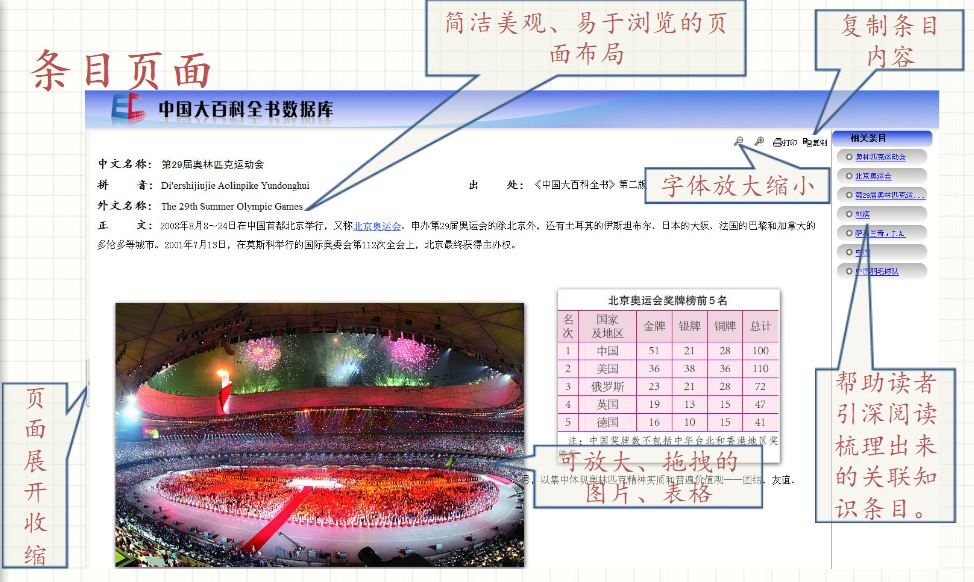 条目页面
简洁美观、易于浏览的页
面布局
复制条目
内容
中国大百科全书数据库
打印
复制
相关条目
中文名称： 第29届奥林匹克运动会
奥林匹克运动会
拼 音： Di'ershijiujie Aolinpike Yundonghui
出 处： 《中国大百科全书》第二版
字体放大缩小
北京奥运会
外文名称： The 29th Summer Olympic Games
第29届奥林匹克运...
正 文： 2008年8月8～24日在中国首都北京举行，又称北京奥运会。申办第29届奥运会的除北京外，还有土耳其的伊斯坦布尔、日本的大阪、法国的巴黎和加拿大的
刘淇
多伦多等城市。2001年7月13日，在莫斯科举行的国际奥委会第112次全会上，北京最终获得主办权。
中国羽毛球队
北京奥运会奖牌榜前5名
名次 国家及地区 金牌 银牌 铜牌 总计
1 中国 51 21 28 100
2 美国 36 38 36 110
3 俄罗斯 23 21 28 72
4 英国 19 13 15 47
5 德国 16 10 15 41
注：中国奖牌数不包括中华台北和香港地区奖
可放大、拖拽的
图片、表格
，以集中体现奥林匹克精神实质和普遍价值观——团结、友谊、
页面展开收缩
帮助读者
引深阅读
梳理出来
的关联知
识条目。